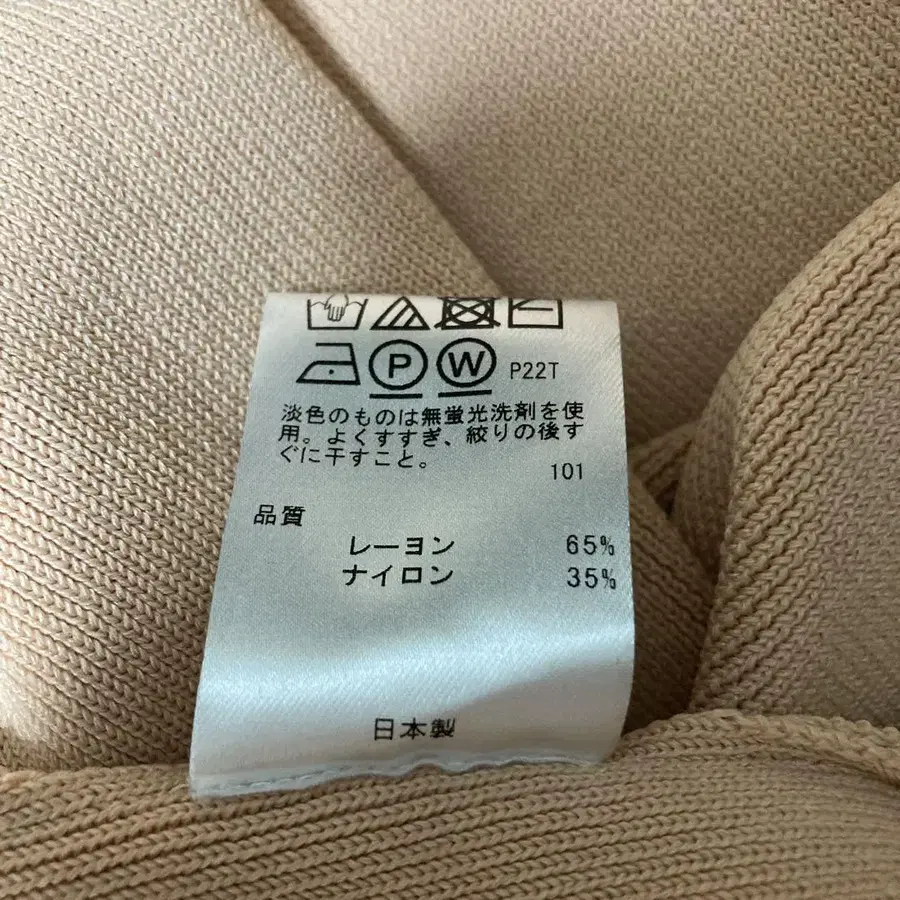 P W P22T
淡色のものは無蛍光洗剤を使
用。よくすすぎ、絞りの後す
ぐに干すこと。
101
品質
レーヨン 65%
ナイロン 35%
日本製